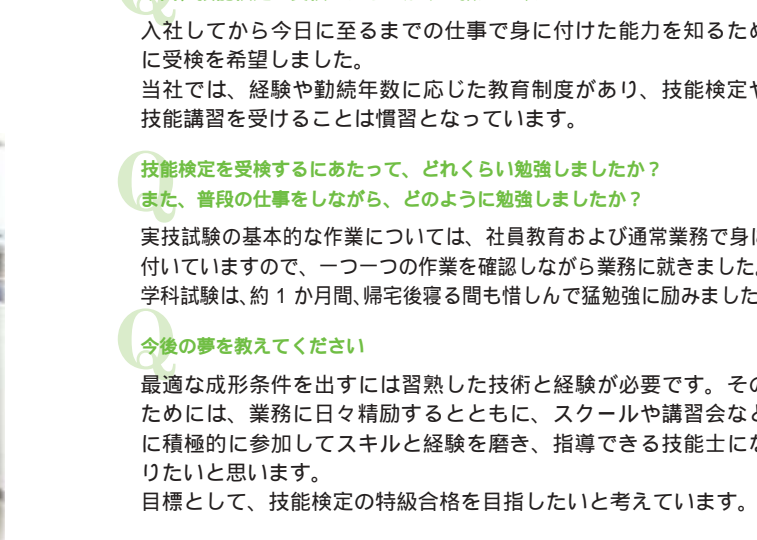 入社してから今日に至るまでの仕事で身に付けた能力を知るため
に受検を希望しました。
当社では、経験や勤続年数に応じた教育制度があり、技能検定や
技能講習を受けることは慣習となっています。
Q
技能検定を受検するにあたって、どれくらい勉強しましたか？
また、普段の仕事をしながら、どのように勉強しましたか？
実技試験の基本的な作業については、社員教育および通常業務で身に
付いていますので、一つ一つの作業を確認しながら業務に就きました。
学科試験は、約 1 か月間、帰宅後寝る間も惜しんで猛勉強に励みました
Q
今後の夢を教えてください
最適な成形条件を出すには習熟した技術と経験が必要です。その
ためには、業務に日々精励するとともに、スクールや講習会など
に積極的に参加してスキルと経験を磨き、指導できる技能士にな
りたいと思います。
目標として、技能検定の特級合格を目指したいと考えています。